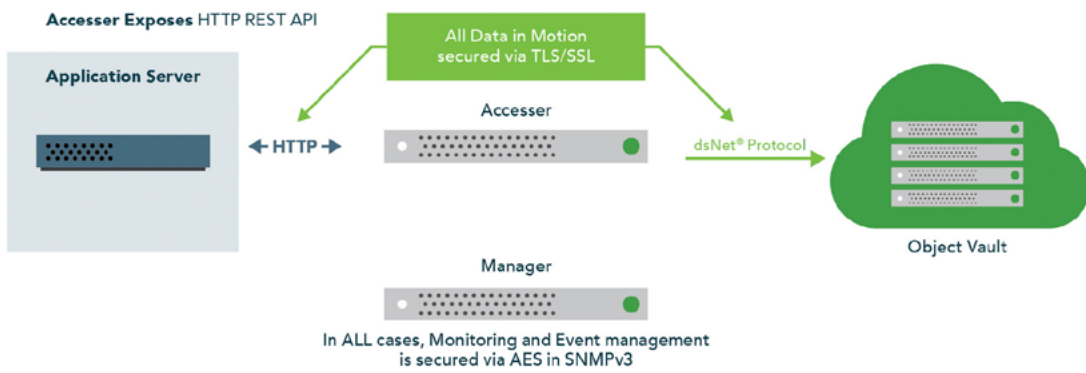 Accesser Exposes HTTP REST API
Application Server
All Data in Motion
secured via TLS/SSL
Accesser
HTTP
dsNet® Protocol
Object Vault
Manager
In ALL cases, Monitoring and Event management
is secured via AES in SNMPv3